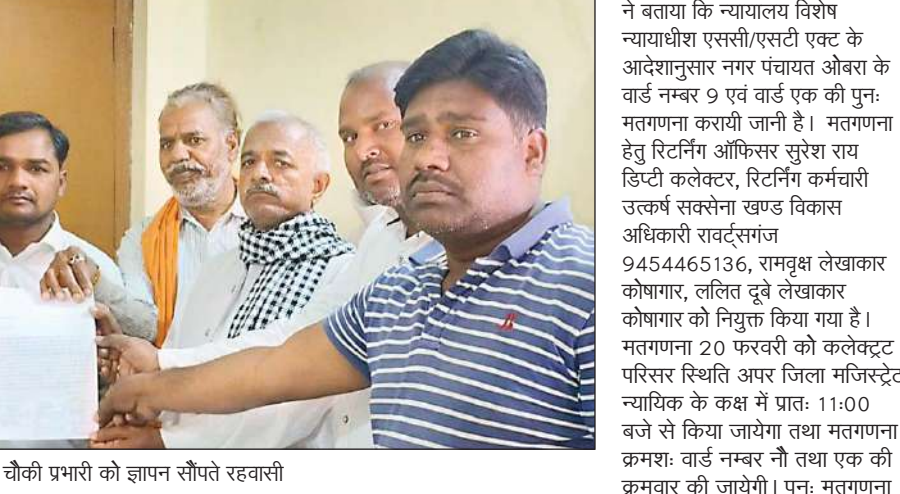 ने बताया कि न्यायालय विशेष
न्यायाधीश एससी/एसटी एक्ट के
आदेशानुसार नगर पंचायत ओबरा के
वार्ड नम्बर 9 एवं वार्ड एक की पुनः
मतगणना करायी जानी है। मतगणना
हेतु रिटर्निंग ऑफिसर सुरेश राय
डिप्टी कलेक्टर, रिटर्निंग कर्मचारी
उत्कर्ष सक्सेना खण्ड विकास
अधिकारी रावर्ट्सगंज
9454465136, रामवृक्ष लेखाकार
कोषागार, ललित दूबे लेखाकार
कोषागार को नियुक्त किया गया है।
मतगणना 20 फरवरी को कलेक्ट्रट
परिसर स्थिति अपर जिला मजिस्ट्रेट
न्यायिक के कक्ष में प्रातः 11:00
बजे से किया जायेगा तथा मतगणना
क्रमशः वार्ड नम्बर नौ तथा एक की
क्रमवार की जायेगी। पुनः मतगणना
चौकी प्रभारी को ज्ञापन सौंपते रहवासी